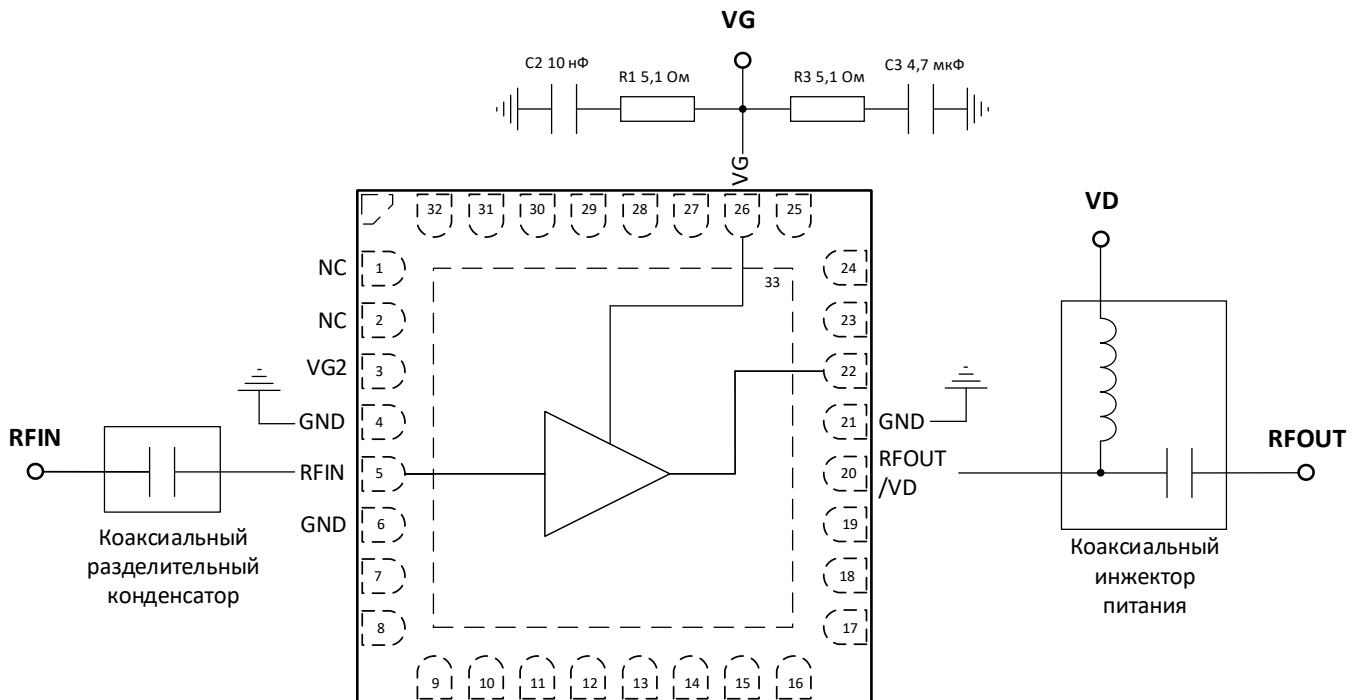 VG
C2 10 нФ
R1 5,1 Ом
R3 5,1 Ом
C3 4,7 мкФ
VG
32
31
30
29
28
27
26
25
VD
NC
1
33
24
NC
2
23
VG2
3
22
GND
4
21
GND
RFIN
RFIN
5
20
RFOUT
/VD
RFOUT
GND
6
19
Коаксиальный
разделительный
конденсатор
7
18
Коаксиальный
инжектор
питания
8
17
9
10
11
12
13
14
15
16